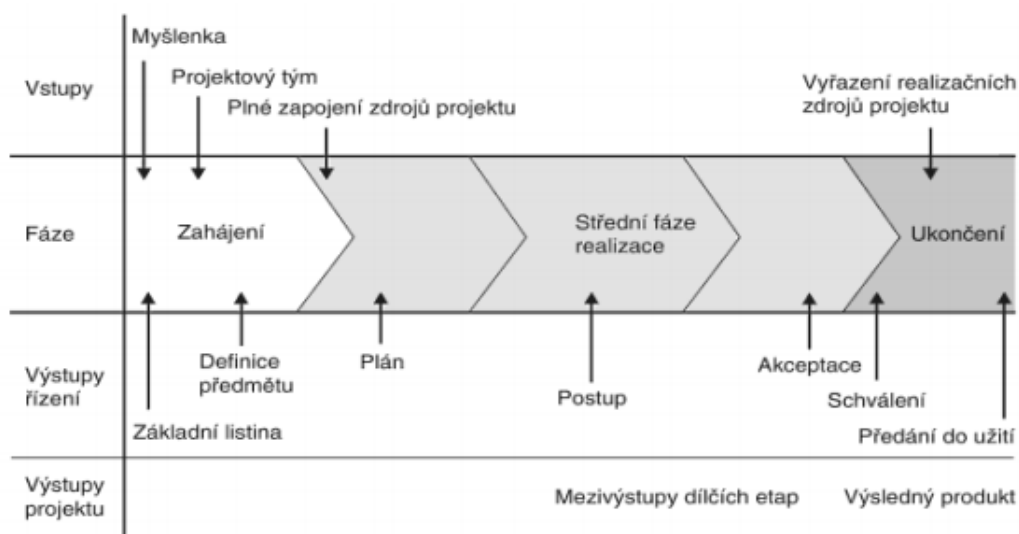 Vstupy
Myšlenka
Projektový tým
Plné zapojení zdrojů projektu
Vyřazení realizačních
zdrojů projektu
Fáze
Zahájení
Střední fáze
realizace
Ukončení
Výstupy
řízení
Základní listina
Definice
předmětu
Plán
Postup
Akceptace
Schválení
Předání do užití
Výstupy
projektu
Mezivýstupy dílčích etap
Výsledný produkt